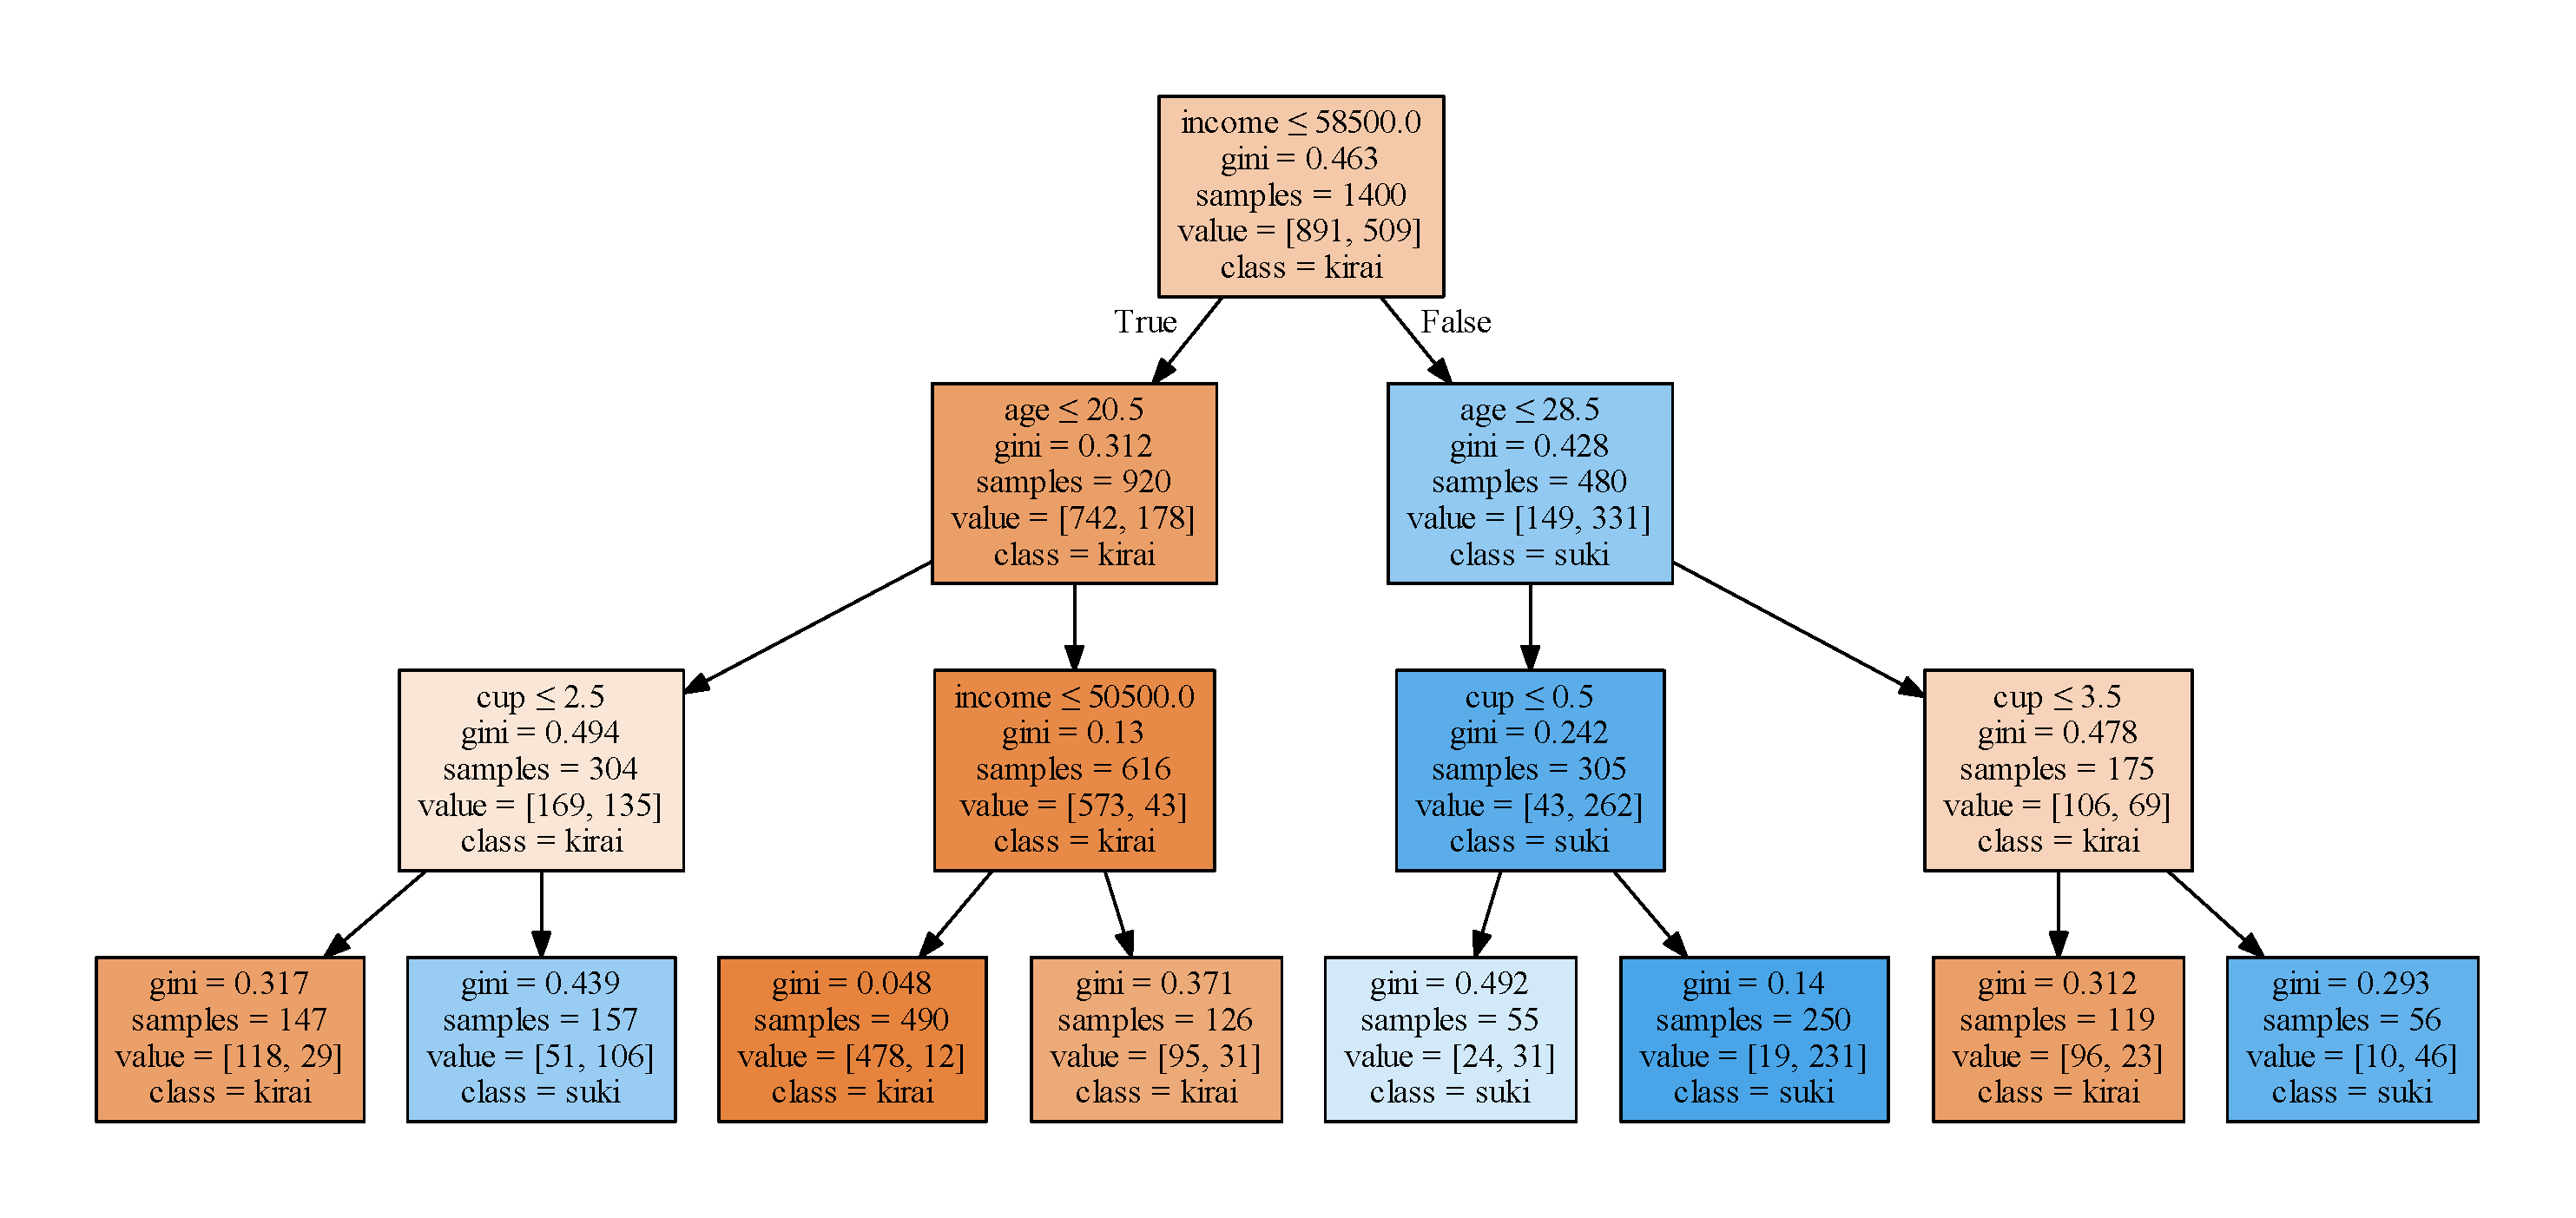 income ≤ 58500.0
gini = 0.463
samples = 1400
value = [891, 509]
class = kirai
True
False
age ≤ 20.5
gini = 0.312
samples = 920
value = [742, 178]
class = kirai
age ≤ 28.5
gini = 0.428
samples = 480
value = [149, 331]
class = suki
cup ≤ 2.5
gini = 0.494
samples = 304
value = [169, 135]
class = kirai
income ≤ 50500.0
gini = 0.13
samples = 616
value = [573, 43]
class = kirai
cup ≤ 0.5
gini = 0.242
samples = 305
value = [43, 262]
class = suki
cup ≤ 3.5
gini = 0.478
samples = 175
value = [106, 69]
class = kirai
gini = 0.317
samples = 147
value = [118, 29]
class = kirai
gini = 0.439
samples = 157
value = [51, 106]
class = suki
gini = 0.048
samples = 490
value = [478, 12]
class = kirai
gini = 0.371
samples = 126
value = [95, 31]
class = kirai
gini = 0.492
samples = 55
value = [24, 31]
class = suki
gini = 0.14
samples = 250
value = [19, 231]
class = suki
gini = 0.312
samples = 119
value = [96, 23]
class = kirai
gini = 0.293
samples = 56
value = [10, 46]
class = suki